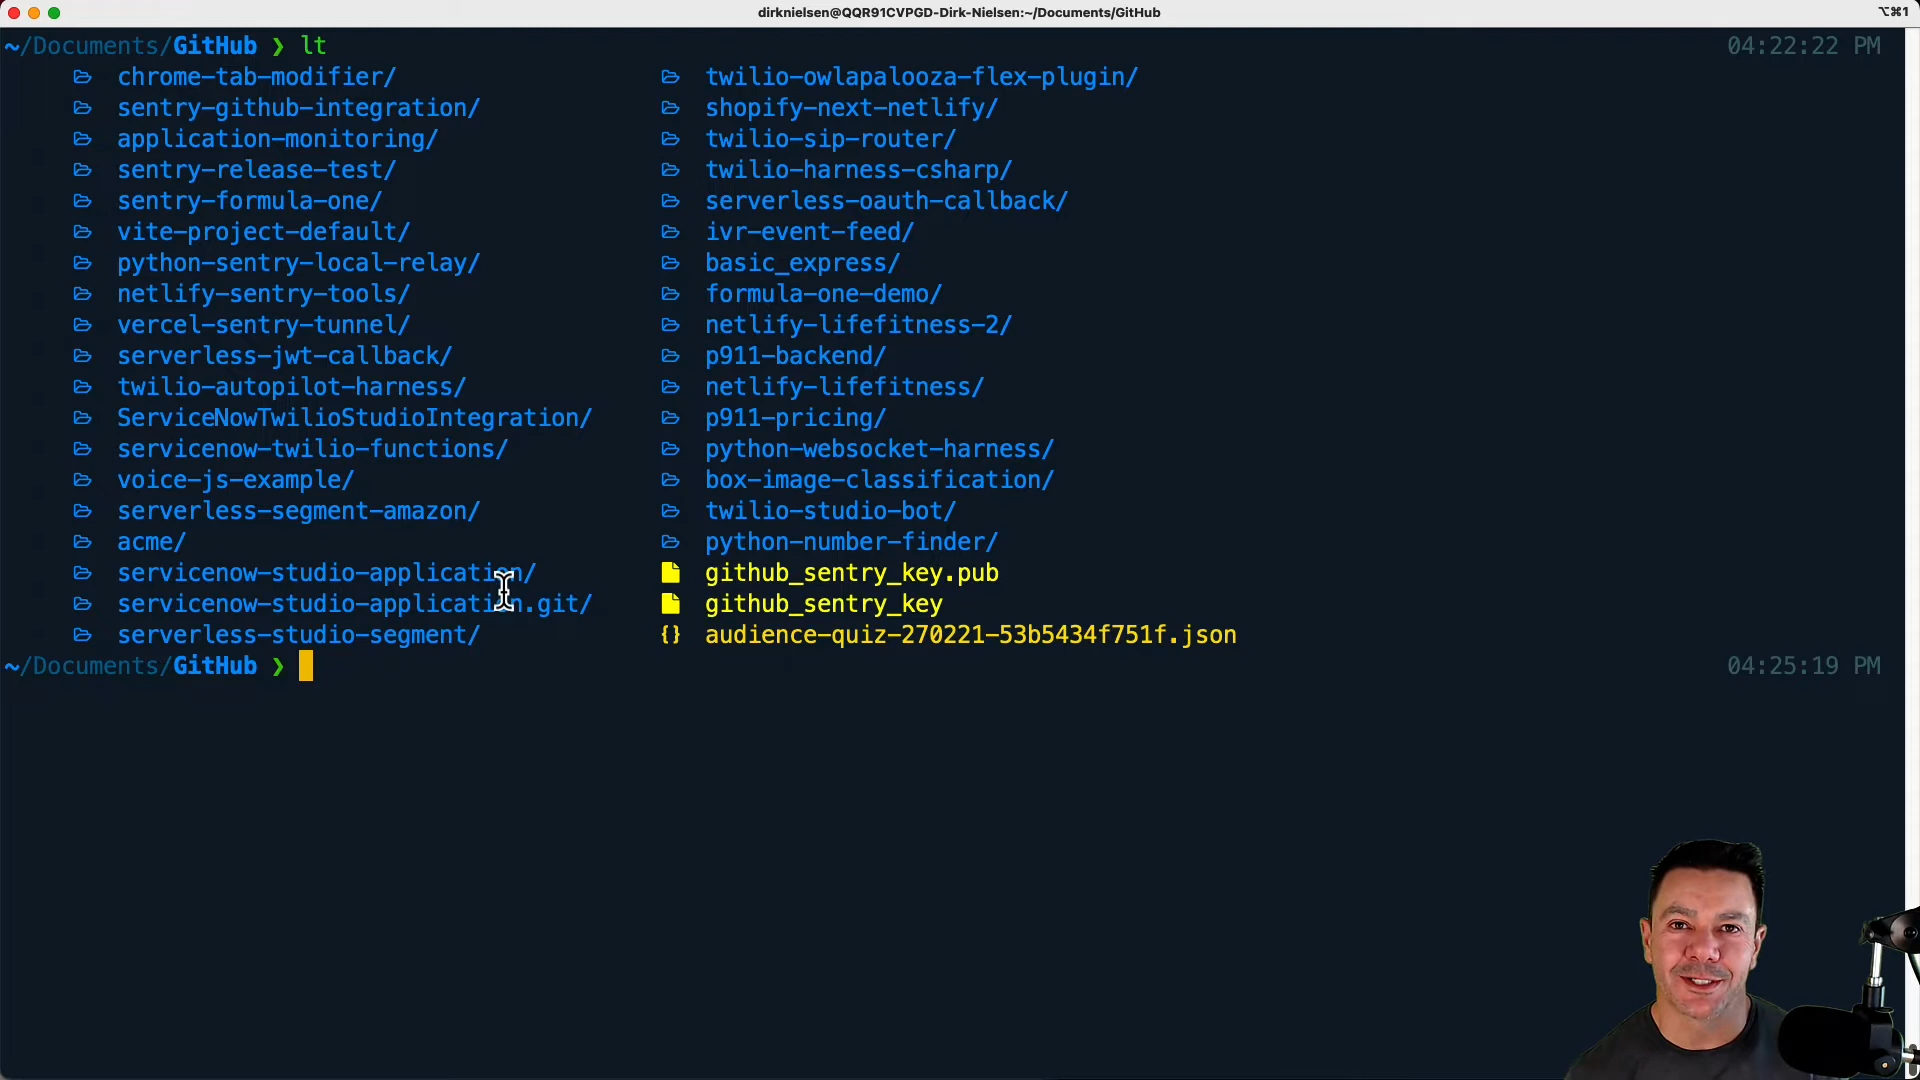 dirknielsen@QQR91CVPGD-Dirk-Nielsen:~/Documents/GitHub ⌥⌘1
~/Documents/GitHub ❯ lt 04:22:22 PM
chrome-tab-modifier/ twilio-owlapalooza-flex-plugin/
sentry-github-integration/ shopify-next-netlify/
application-monitoring/ twilio-sip-router/
sentry-release-test/ twilio-harness-csharp/
sentry-formula-one/ serverless-oauth-callback/
vite-project-default/ ivr-event-feed/
python-sentry-local-relay/ basic_express/
netlify-sentry-tools/ formula-one-demo/
vercel-sentry-tunnel/ netlify-lifefitness-2/
serverless-jwt-callback/ p911-backend/
twilio-autopilot-harness/ netlify-lifefitness/
ServiceNowTwilioStudioIntegration/ p911-pricing/
servicenow-twilio-functions/ python-websocket-harness/
voice-js-example/ box-image-classification/
serverless-segment-amazon/ twilio-studio-bot/
acme/ python-number-finder/
servicenow-studio-application/ github_sentry_key.pub
servicenow-studio-application.git/ github_sentry_key
serverless-studio-segment/ {} audience-quiz-270221-53b5434f751f.json
~/Documents/GitHub ❯ 04:25:19 PM